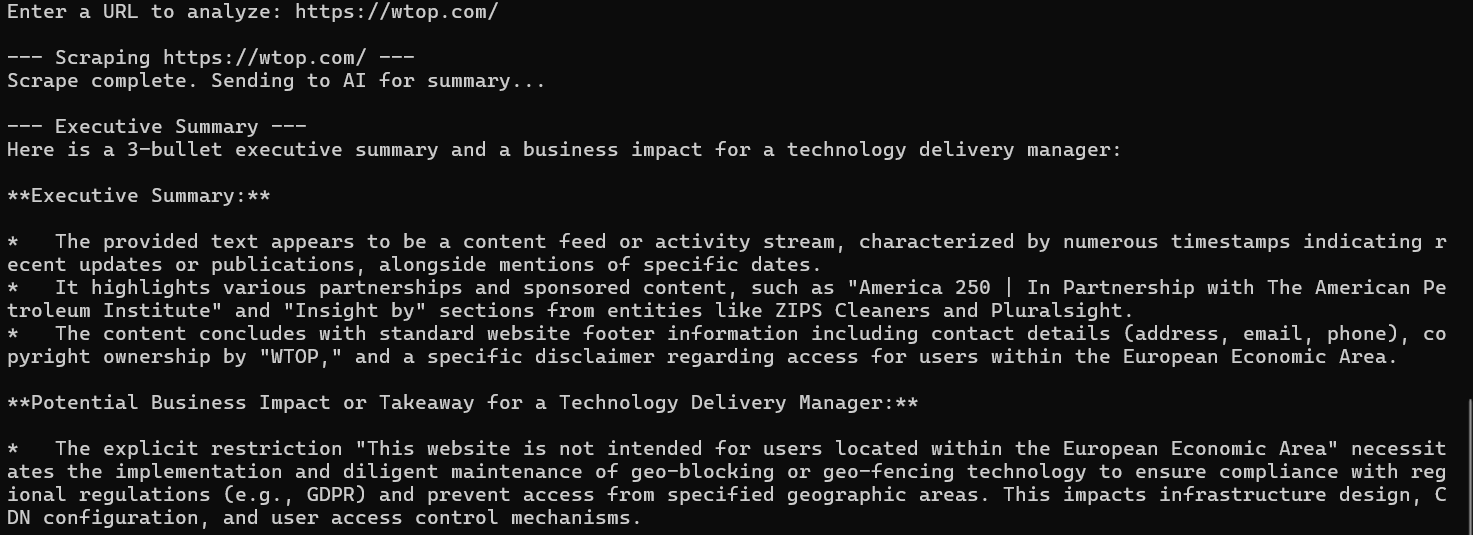 Enter a URL to analyze: https://wtop.com/
--- Scraping https://wtop.com/ ---
Scrape complete. Sending to AI for summary...
--- Executive Summary ---
Here is a 3-bullet executive summary and a business impact for a technology delivery manager:
**Executive Summary:**
*   The provided text appears to be a content feed or activity stream, characterized by numerous timestamps indicating r
ecent updates or publications, alongside mentions of specific dates.
*   It highlights various partnerships and sponsored content, such as "America 250 | In Partnership with The American Pe
troleum Institute" and "Insight by" sections from entities like ZIPS Cleaners and Pluralsight.
*   The content concludes with standard website footer information including contact details (address, email, phone), co
pyright ownership by "WTOP," and a specific disclaimer regarding access for users within the European Economic Area.
**Potential Business Impact or Takeaway for a Technology Delivery Manager:**
*   The explicit restriction "This website is not intended for users located within the European Economic Area" necessit
ates the implementation and diligent maintenance of geo-blocking or geo-fencing technology to ensure compliance with reg
ional regulations (e.g., GDPR) and prevent access from specified geographic areas. This impacts infrastructure design, C
DN configuration, and user access control mechanisms.